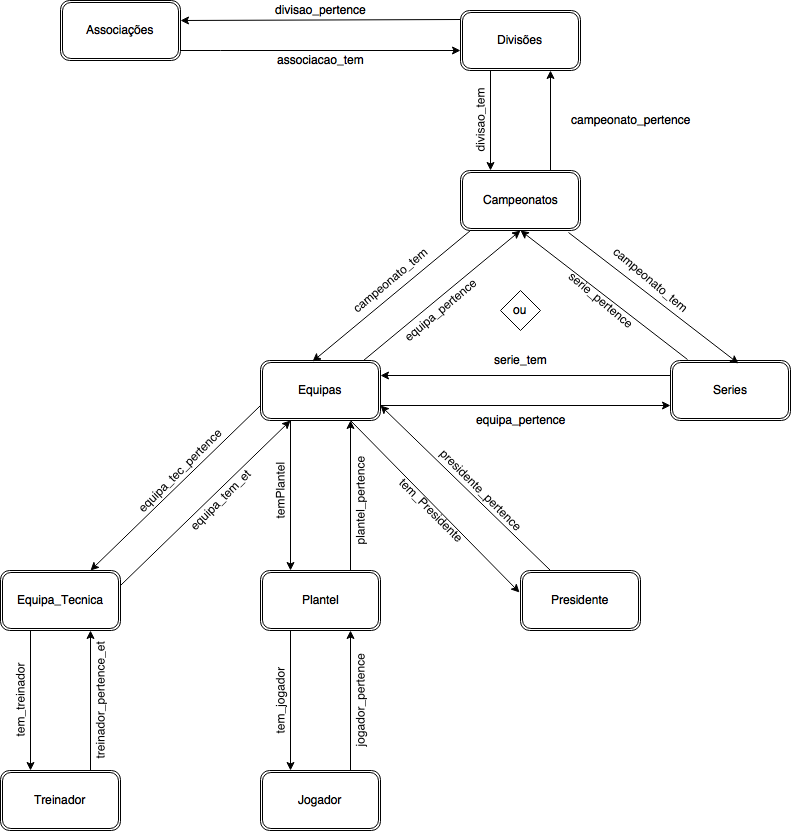 divisao_pertence
Associações
Divisões
associacao_tem
divisao_tem
campeonato_pertence
Campeonatos
campeonato_tem
equipa_pertence
ou
serie_pertence
campeonato_tem
serie_tem
Equipas
Series
equipa_pertence
equipa_tec_pertence
equipa_tem_et
temPlantel
plantel_pertence
tem_Presidente
presidente_pertence
Equipa_Tecnica
Plantel
Presidente
tem_treinador
treinador_pertence_et
tem_jogador
jogador_pertence
Treinador
Jogador